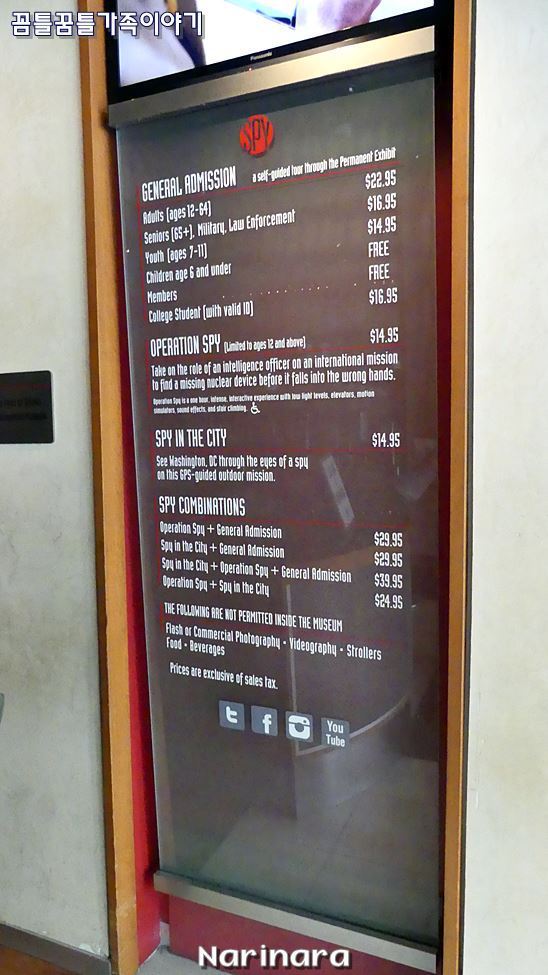 꼼틀꿈틀가족이야기
Panasonic
SPY
GENERAL ADMISSION a self-guided tour through the Permanent Exhibit
Adults (ages 12-64) $22.95
Seniors (65+), Military, Law Enforcement $16.95
Youth (ages 7-11) $14.95
Children age 6 and under FREE
Members FREE
College Student (with valid ID) $16.95
OPERATION SPY (Limited to ages 12 and above) $14.95
Take on the role of an intelligence officer on an international mission
to find a missing nuclear device before it falls into the wrong hands.
Operation Spy is a one hour, intense, interactive experience with low light levels, elevators, motion
simulators, sound effects, and stair climbing.
SPY IN THE CITY $14.95
See Washington, DC through the eyes of a spy
on this GPS-guided outdoor mission.
SPY COMBINATIONS
Operation Spy + General Admission $29.95
Spy in the City + General Admission $29.95
Spy in the City + Operation Spy + General Admission $39.95
Operation Spy + Spy in the City $24.95
THE FOLLOWING ARE NOT PERMITTED INSIDE THE MUSEUM
Flash or Commercial Photography - Videography - Strollers
Food - Beverages
Prices are exclusive of sales tax.
You
Tube
Narinara